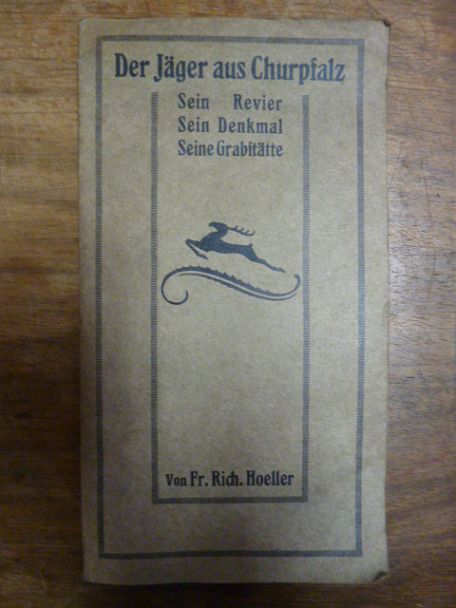 Der Jäger aus Churpfalz
Sein Revier
Sein Denkmal
Seine Grabſtätte
Von Fr. Rich. Hoeller